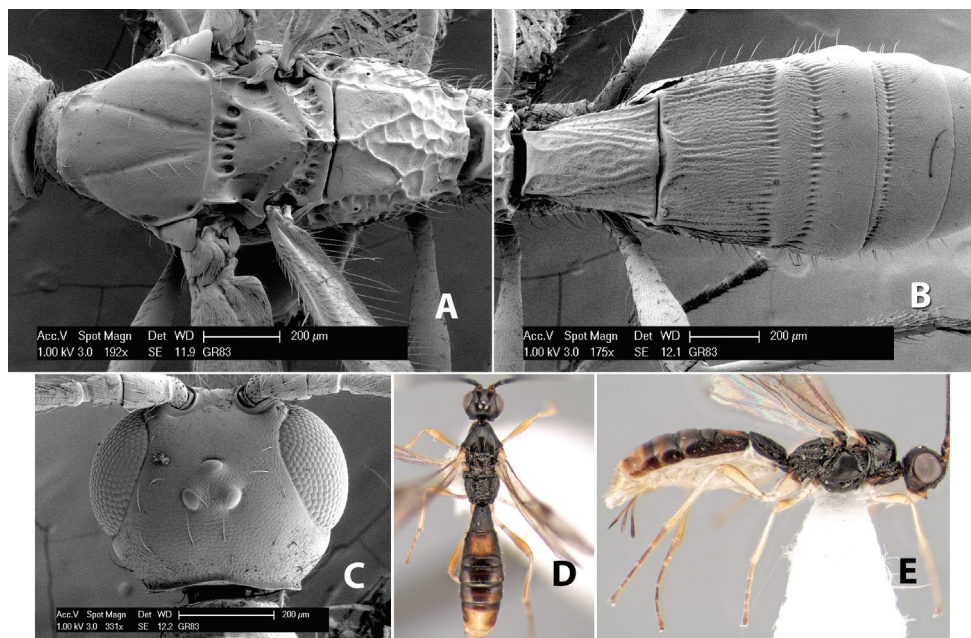 A
Acc.V Spot Magn Det WD 200 µm
1.00 kV 3.0 192x SE 11.9 GR83
B
Acc.V Spot Magn Det WD 200 µm
1.00 kV 3.0 175x SE 12.1 GR83
C
Acc.V Spot Magn Det WD 200 µm
1.00 kV 3.0 331x SE 12.2 GR83
D
E